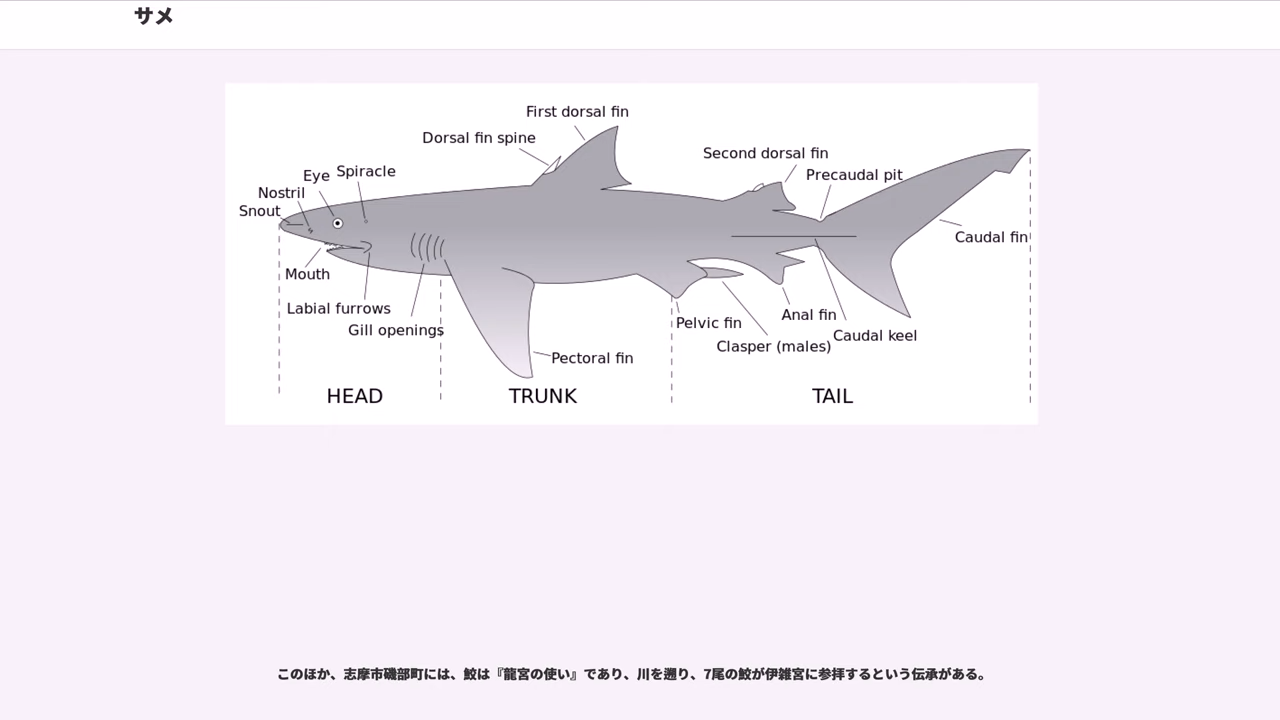 サメ
First dorsal fin
Dorsal fin spine
Second dorsal fin
Spiracle
Eye
Precaudal pit
Nostril
Snout
Caudal fin
Mouth
Labial furrows
Gill openings
Pelvic fin
Anal fin
Caudal keel
Clasper (males)
Pectoral fin
HEAD
TRUNK
TAIL
このほか、志摩市磯部町には、鮫は『龍宮の使い』であり、川を遡り、7尾の鮫が伊雑宮に参拝するという伝承がある。